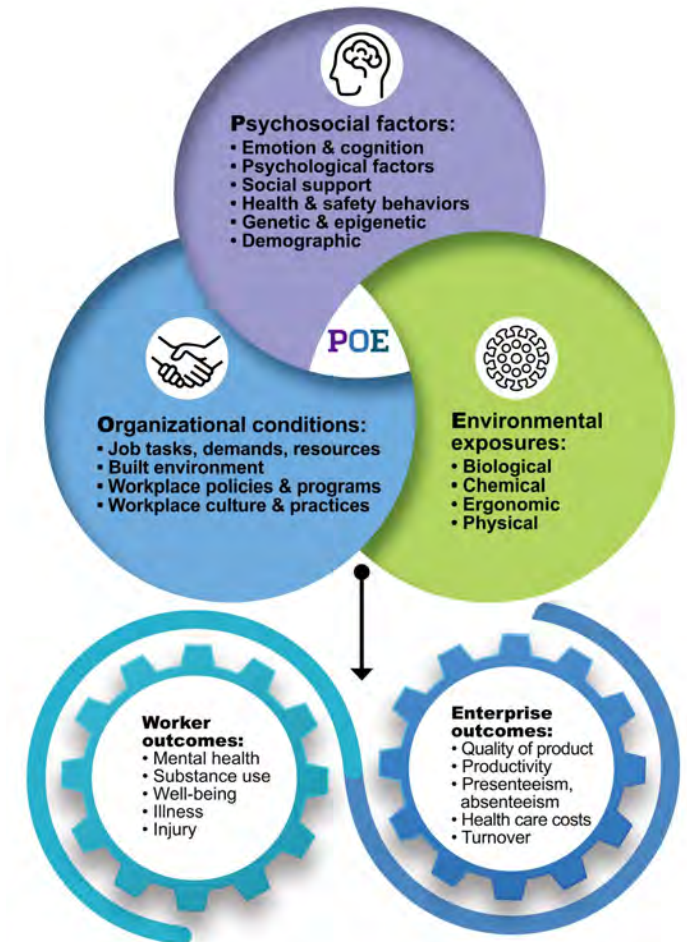 Psychosocial factors:
• Emotion & cognition
• Psychological factors
• Social support
• Health & safety behaviors
• Genetic & epigenetic
• Demographic
POE
Organizational conditions:
• Job tasks, demands, resources
• Built environment
• Workplace policies & programs
• Workplace culture & practices
Environmental
exposures:
• Biological
• Chemical
• Ergonomic
• Physical
Worker
outcomes:
• Mental health
• Substance use
• Well-being
• Illness
• Injury
Enterprise
outcomes:
• Quality of product
• Productivity
• Presenteeism,
absenteeism
• Health care costs
• Turnover